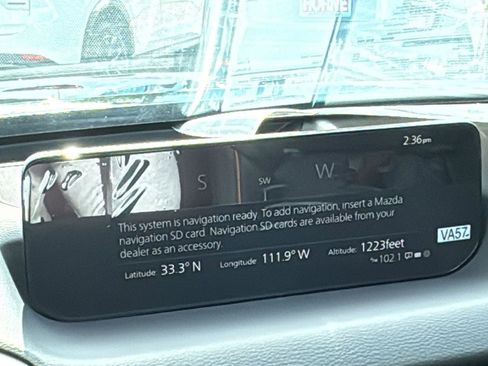 HORNE
2:36pm
S
SW
W
This system is navigation ready. To add navigation, insert a Mazda
navigation SD card. Navigation SD cards are available from your
dealer as an accessory.
Latitude: 33.3° N Longitude: 111.9° W Altitude: 1223feet
102.1
VA57